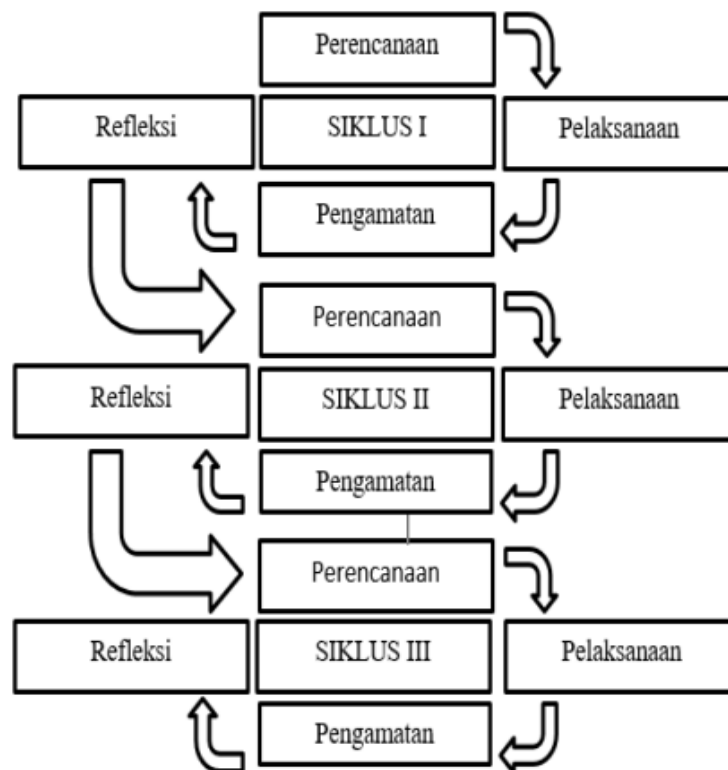 Perencanaan
Refleksi
SIKLUS I
Pelaksanaan
Pengamatan
Perencanaan
Refleksi
SIKLUS II
Pelaksanaan
Pengamatan
Perencanaan
Refleksi
SIKLUS III
Pelaksanaan
Pengamatan